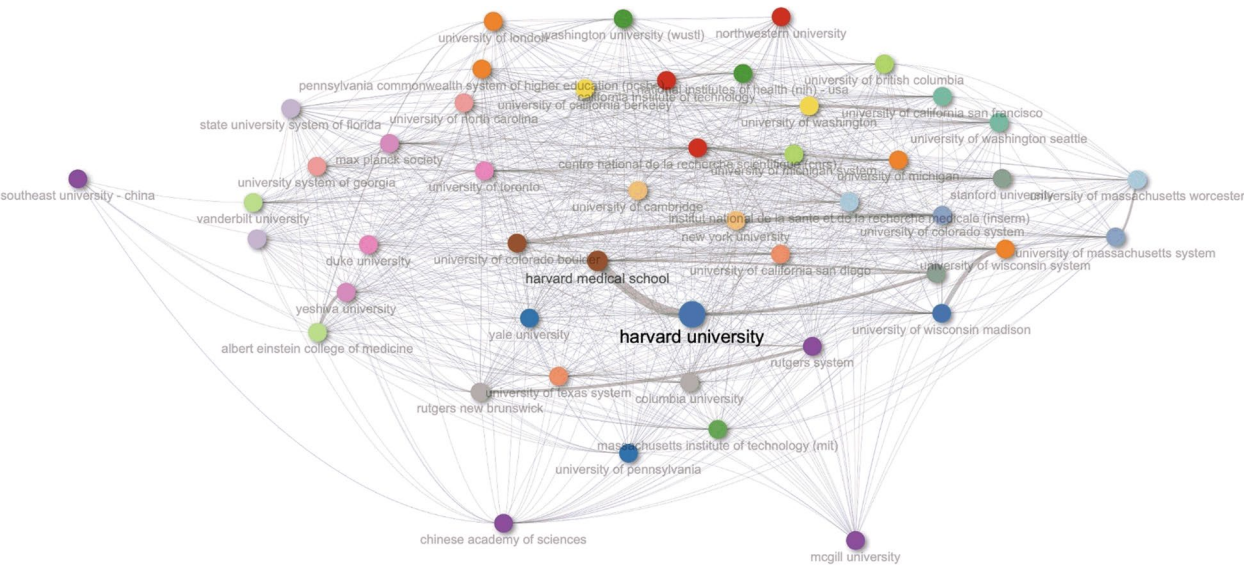 university of london
washington university (wustl)
northwestern university
pennsylvania commonwealth system of higher education (pcshe)
national institutes of health (nih) - usa
university of british columbia
california institute of technology
university of california berkeley
university of california san francisco
university of north carolina
university of washington
state university system of florida
university of washington seattle
max planck society
centre national de la recherche scientifique (cnrs)
university of michigan system
university of michigan
university system of georgia
university of toronto
southeast university - china
stanford university
university of massachusetts worcester
university of cambridge
vanderbilt university
institut national de la sante et de la recherche medicale (inserm)
university of colorado system
new york university
duke university
university of colorado boulder
university of massachusetts system
university of wisconsin system
university of california san diego
harvard medical school
yeshiva university
university of wisconsin madison
yale university
harvard university
albert einstein college of medicine
rutgers system
university of texas system
columbia university
rutgers new brunswick
massachusetts institute of technology (mit)
university of pennsylvania
chinese academy of sciences
mcgill university